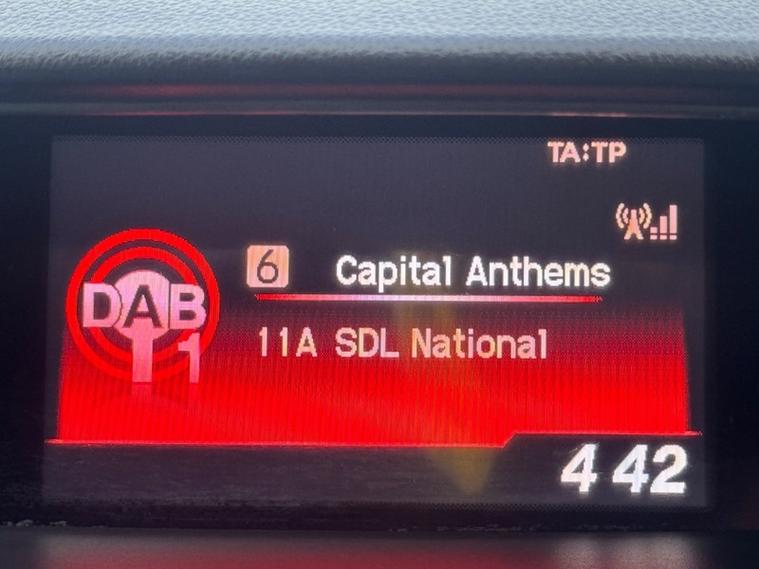 TA:TP
6 Capital Anthems
DAB
1
11A SDL National
4 42